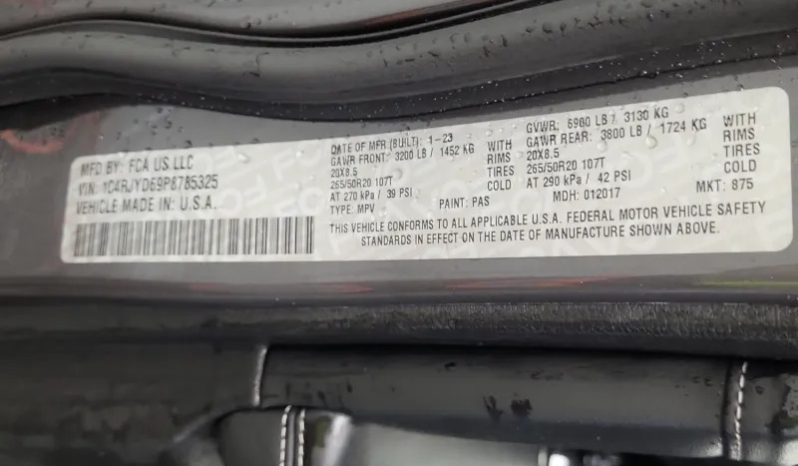 MFD BY: FCA US LLC
VIN: 1C4RJYD69P8785325
VEHICLE MADE IN: U.S.A.
DATE OF MFR (BUILT): 1-23
GAWR FRONT: 3200 LB / 1452 KG WITH
20X8.5 RIMS
265/50R20 107T TIRES
AT 270 kPa / 39 PSI COLD
TYPE: MPV PAINT: PAS
GVWR: 6900 LB / 3130 KG
GAWR REAR: 3800 LB / 1724 KG WITH
20X8.5 RIMS
265/50R20 107T TIRES
AT 290 kPa / 42 PSI COLD
MDH: 012017 MKT: 875
THIS VEHICLE CONFORMS TO ALL APPLICABLE U.S.A. FEDERAL MOTOR VEHICLE SAFETY
STANDARDS IN EFFECT ON THE DATE OF MANUFACTURE SHOWN ABOVE.